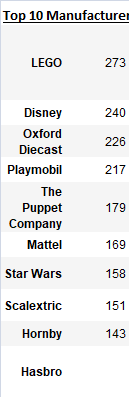 Top 10 Manufacturer
LEGO 273
Disney 240
Oxford
Diecast 226
Playmobil 217
The
Puppet
Company 179
Mattel 169
Star Wars 158
Scalextric 151
Hornby 143
Hasbro